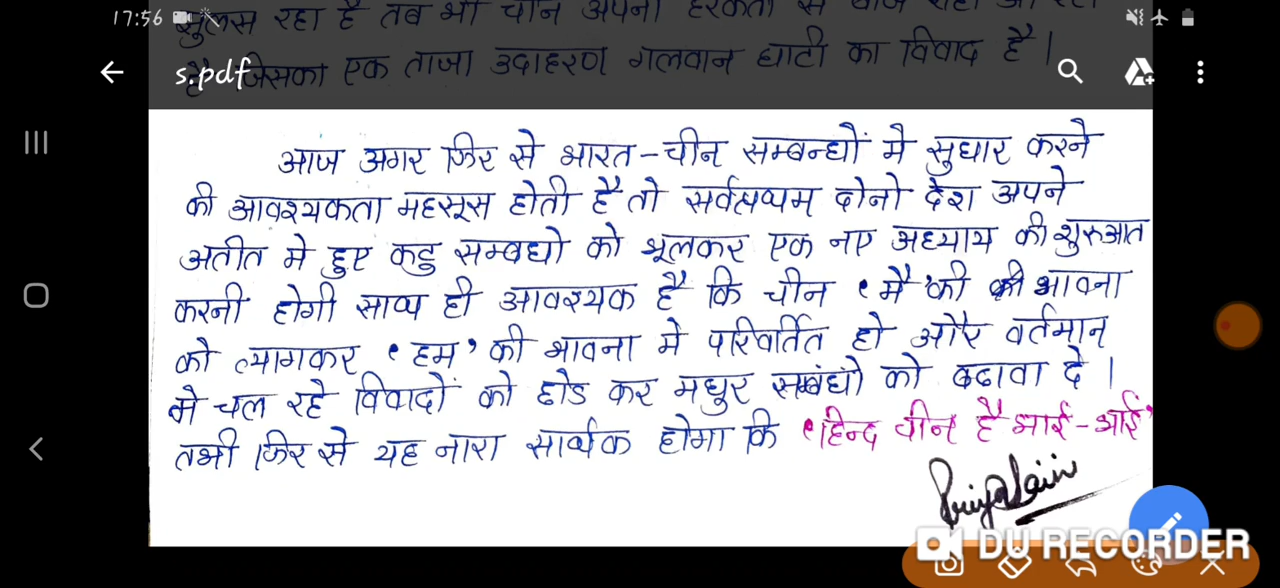 17:56
झुलस रहा है तब भी चीन अपनी हरकतों से बाज नहीं आ रहा
s.pdf
है जिसका एक ताजा उदाहरण गलवान घाटी का विवाद है।
आज अगर फिर से भारत-चीन सम्बन्धों मे सुधार करने
की आवश्यकता महसूस होती है तो सर्वप्रथम दोनो देश अपने
अतीत मे हुए कटु सम्बधो को भूलकर एक नए अध्याय की शुरुआत
करनी होगी साथ ही आवश्यक है कि चीन 'मै' की की भावना
को त्यागकर 'हम' की भावना मे परिवर्तित हो और वर्तमान
मे चल रहे विवादों को छोड कर मधुर सम्बंधो को बढावा दे।
तभी फिर से यह नारा सार्थक होगा कि 'हिन्द चीन है भाई-भाई'
PriyaJain
DU RECORDER